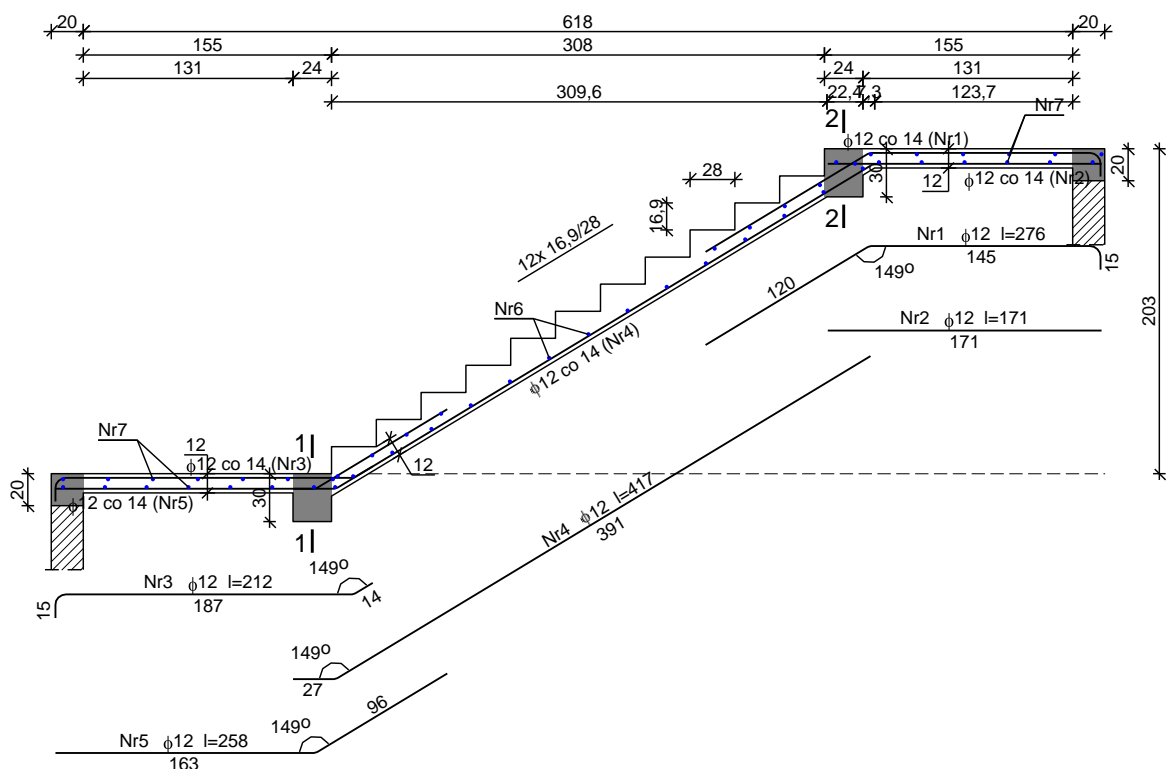 20 618 20
155 308 155
131 24 24 131
309,6 22,4 7,3 123,7
Nr7
2
ϕ12 co 14 (Nr1)
30
12
ϕ12 co 14 (Nr2)
20
2
28
16,9
12x 16,9/28
Nr1 ϕ12 l=276
145
15
149o
120
203
Nr2 ϕ12 l=171
171
Nr6
ϕ12 co 14 (Nr4)
Nr7
12
1
ϕ12 co 14 (Nr3)
12
20
30
ϕ12 co 14 (Nr5)
1
Nr4 ϕ12 l=417
391
Nr3 ϕ12 l=212
187
15
149o
14
149o
27
96
149o
Nr5 ϕ12 l=258
163